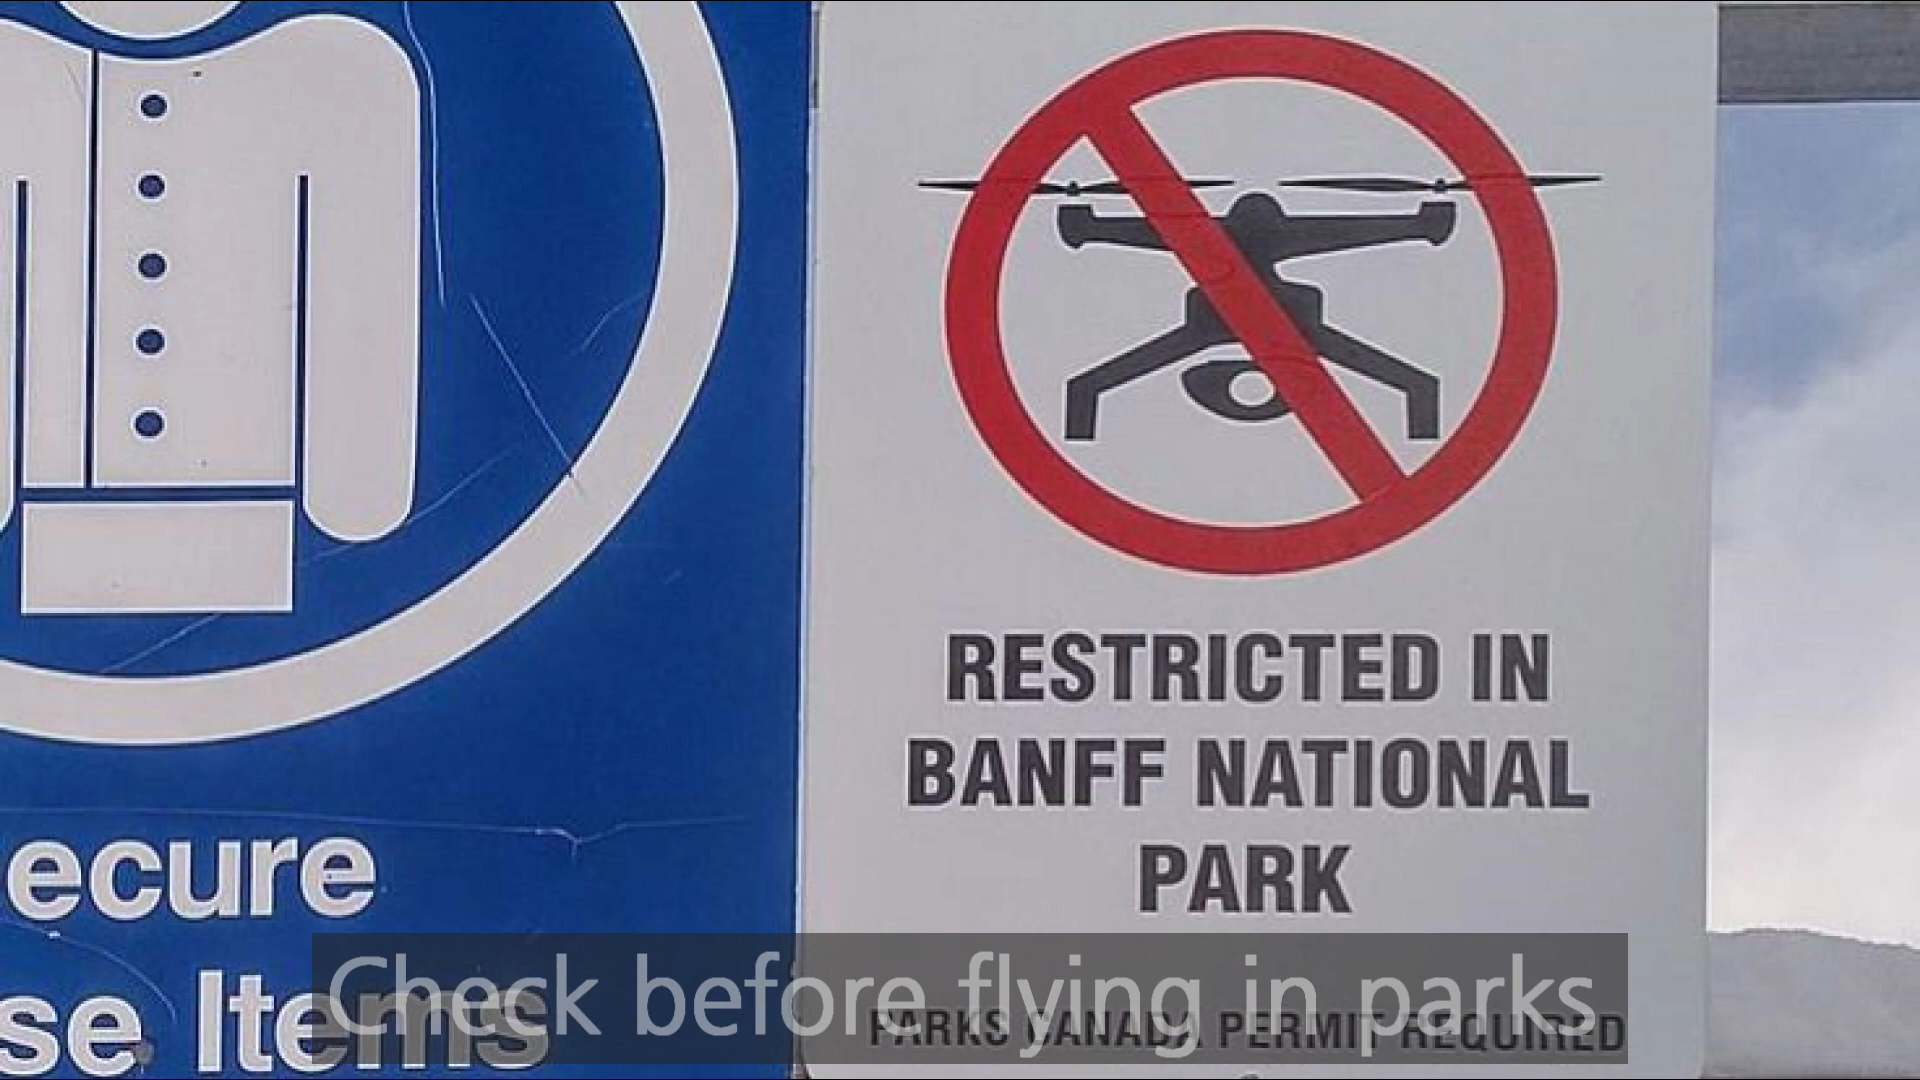 ecure
se Items
RESTRICTED IN
BANFF NATIONAL
PARK
PARKS CANADA PERMIT REQUIRED
Check before flying in parks